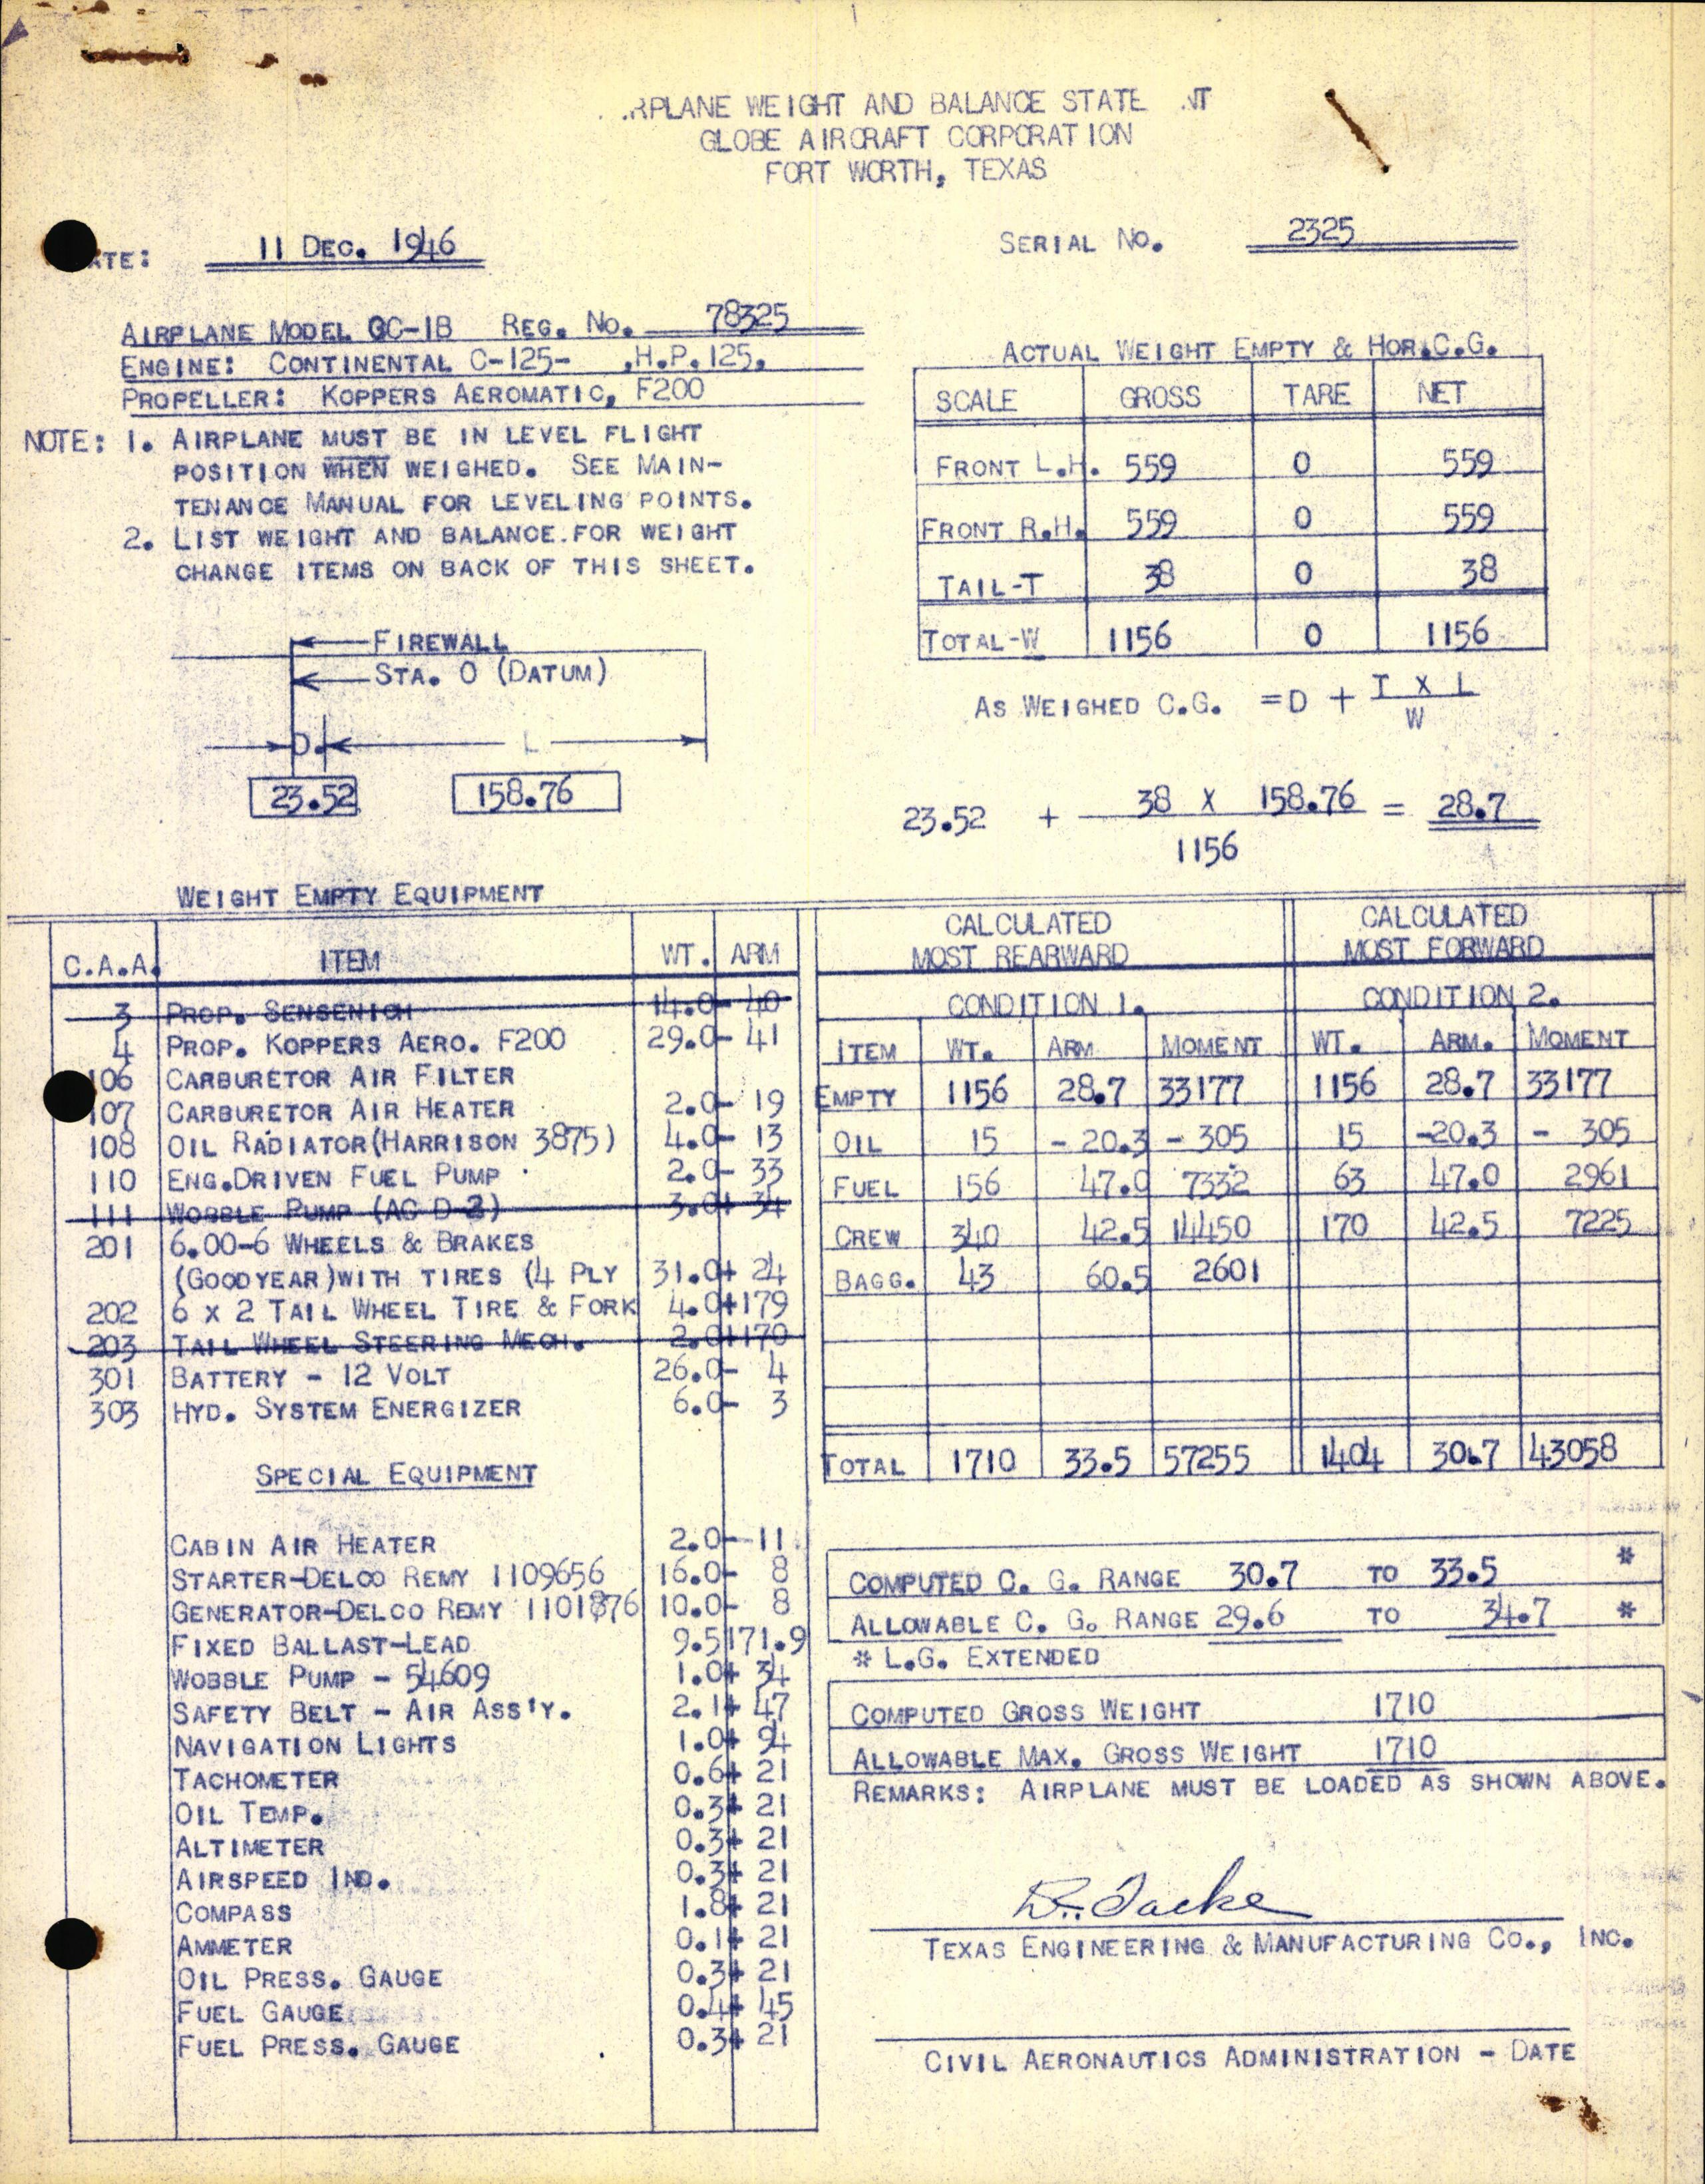 RPLANE WEIGHT AND BALANCE STATE NT
GLOBE AIRCRAFT CORPORATION
FORT WORTH, TEXAS
ATE: 11 DEC. 1946
SERIAL NO. 2325
AIRPLANE MODEL GC-1B REG. NO. 78325
ENGINE: CONTINENTAL C-125- ,H.P. 125,
PROPELLER: KOPPERS AEROMATIC, F200
NOTE: 1. AIRPLANE MUST BE IN LEVEL FLIGHT
POSITION WHEN WEIGHED. SEE MAIN-
TENANCE MANUAL FOR LEVELING POINTS.
2. LIST WEIGHT AND BALANCE.FOR WEIGHT
CHANGE ITEMS ON BACK OF THIS SHEET.
ACTUAL WEIGHT EMPTY & HOR.C.G.
SCALE GROSS TARE NET
FRONT L.H. 559 0 559
FRONT R.H. 559 0 559
TAIL-T 38 0 38
TOTAL-W 1156 0 1156
FIREWALL
STA. 0 (DATUM)
D. L
23.52 158.76
AS WEIGHED C.G. = D + T X L
W
23.52 + 38 X 158.76 = 28.7
1156
WEIGHT EMPTY EQUIPMENT
C.A.A. ITEM WT. ARM
3 PROP. SENSENICH 14.0- 40
4 PROP. KOPPERS AERO. F200 29.0- 41
106 CARBURETOR AIR FILTER
107 CARBURETOR AIR HEATER 2.0- 19
108 OIL RADIATOR(HARRISON 3875) 4.0- 13
110 ENG.DRIVEN FUEL PUMP 2.0- 33
111 WOBBLE PUMP (AC D-2) 3.0+ 34
201 6.00-6 WHEELS & BRAKES
(GOODYEAR)WITH TIRES (4 PLY 31.0+ 24
202 6 X 2 TAIL WHEEL TIRE & FORK 4.0+179
203 TAIL WHEEL STEERING MECH. 2.0+170
301 BATTERY - 12 VOLT 26.0- 4
303 HYD. SYSTEM ENERGIZER 6.0- 3
SPECIAL EQUIPMENT
CABIN AIR HEATER 2.0- 11
STARTER-DELCO REMY 1109656 16.0- 8
GENERATOR-DELCO REMY 1101876 10.0- 8
FIXED BALLAST-LEAD 9.5 171.9
WOBBLE PUMP - 54609 1.0+ 34
SAFETY BELT - AIR ASS'Y. 2.1+ 47
NAVIGATION LIGHTS 1.0+ 94
TACHOMETER 0.6+ 21
OIL TEMP. 0.3+ 21
ALTIMETER 0.3+ 21
AIRSPEED IND. 0.3+ 21
COMPASS 1.8+ 21
AMMETER 0.1+ 21
OIL PRESS. GAUGE 0.3+ 21
FUEL GAUGE 0.4+ 45
FUEL PRESS. GAUGE 0.3+ 21
CALCULATED CALCULATED
MOST REARWARD MOST FORWARD
CONDITION 1. CONDITION 2.
ITEM WT. ARM MOMENT WT. ARM. MOMENT
EMPTY 1156 28.7 33177 1156 28.7 33177
OIL 15 - 20.3 - 305 15 -20.3 - 305
FUEL 156 47.0 7332 63 47.0 2961
CREW 340 42.5 14450 170 42.5 7225
BAGG. 43 60.5 2601
TOTAL 1710 33.5 57255 1404 30.7 43058
COMPUTED C. G. RANGE 30.7 TO 33.5 *
ALLOWABLE C. G. RANGE 29.6 TO 34.7 *
* L.G. EXTENDED
COMPUTED GROSS WEIGHT 1710
ALLOWABLE MAX. GROSS WEIGHT 1710
REMARKS: AIRPLANE MUST BE LOADED AS SHOWN ABOVE.
TEXAS ENGINEERING & MANUFACTURING CO., INC.
CIVIL AERONAUTICS ADMINISTRATION - DATE